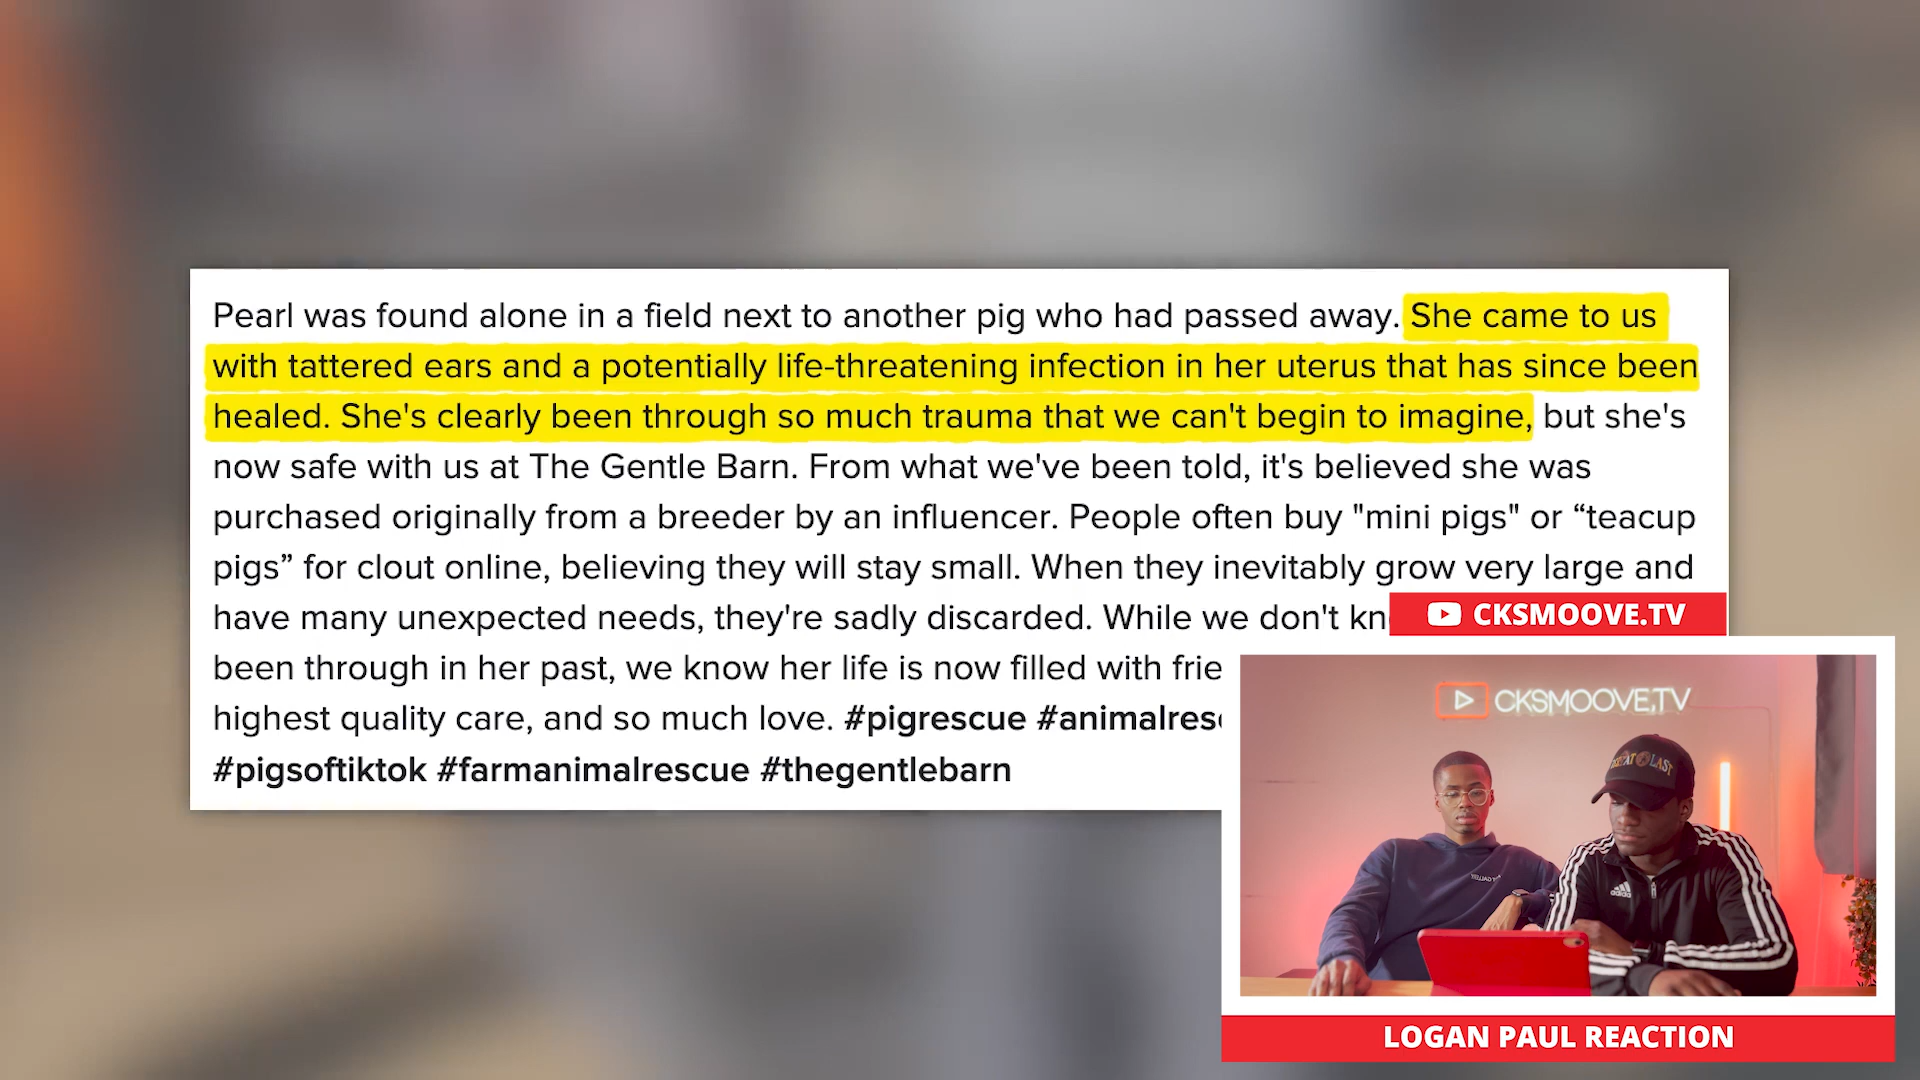 Pearl was found alone in a field next to another pig who had passed away. She came to us
with tattered ears and a potentially life-threatening infection in her uterus that has since been
healed. She's clearly been through so much trauma that we can't begin to imagine, but she's
now safe with us at The Gentle Barn. From what we've been told, it's believed she was
purchased originally from a breeder by an influencer. People often buy "mini pigs" or “teacup
pigs” for clout online, believing they will stay small. When they inevitably grow very large and
have many unexpected needs, they're sadly discarded. While we don't kn
CKSMOOVE.TV
been through in her past, we know her life is now filled with frie
highest quality care, and so much love. #pigrescue #animalresc
#pigsoftiktok #farmanimalrescue #thegentlebarn
CKSMOOVE.TV
adidas
LOGAN PAUL REACTION